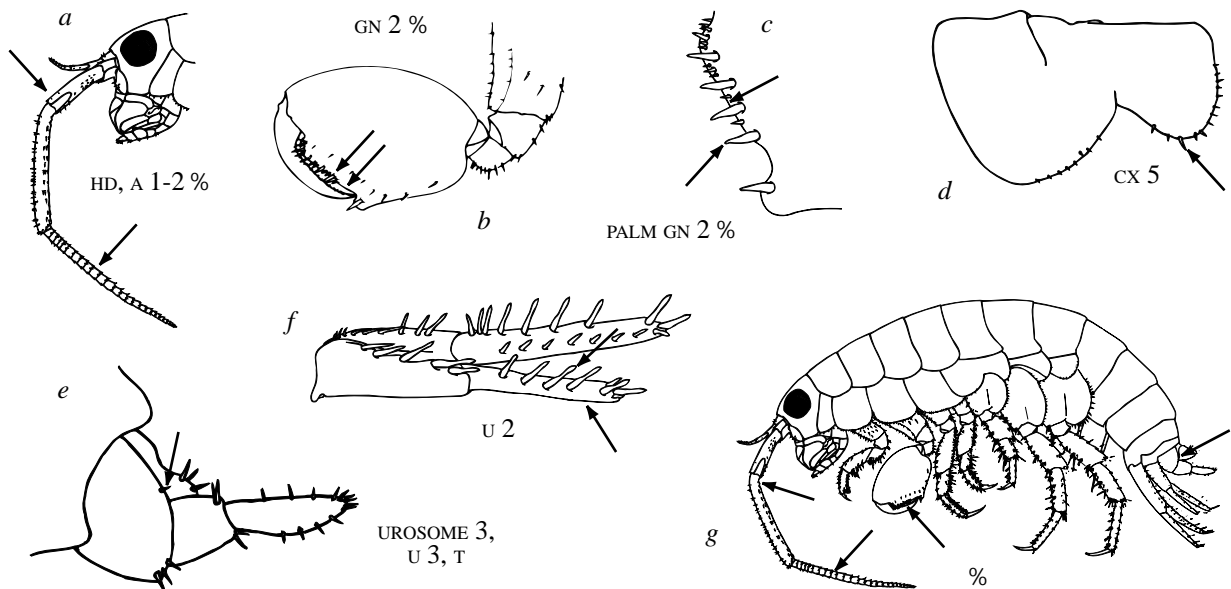 a
GN 2 %
c
HD, A 1-2 %
b
PALM GN 2 %
d
CX 5
f
e
U 2
UROSOME 3,
U 3, T
g
%